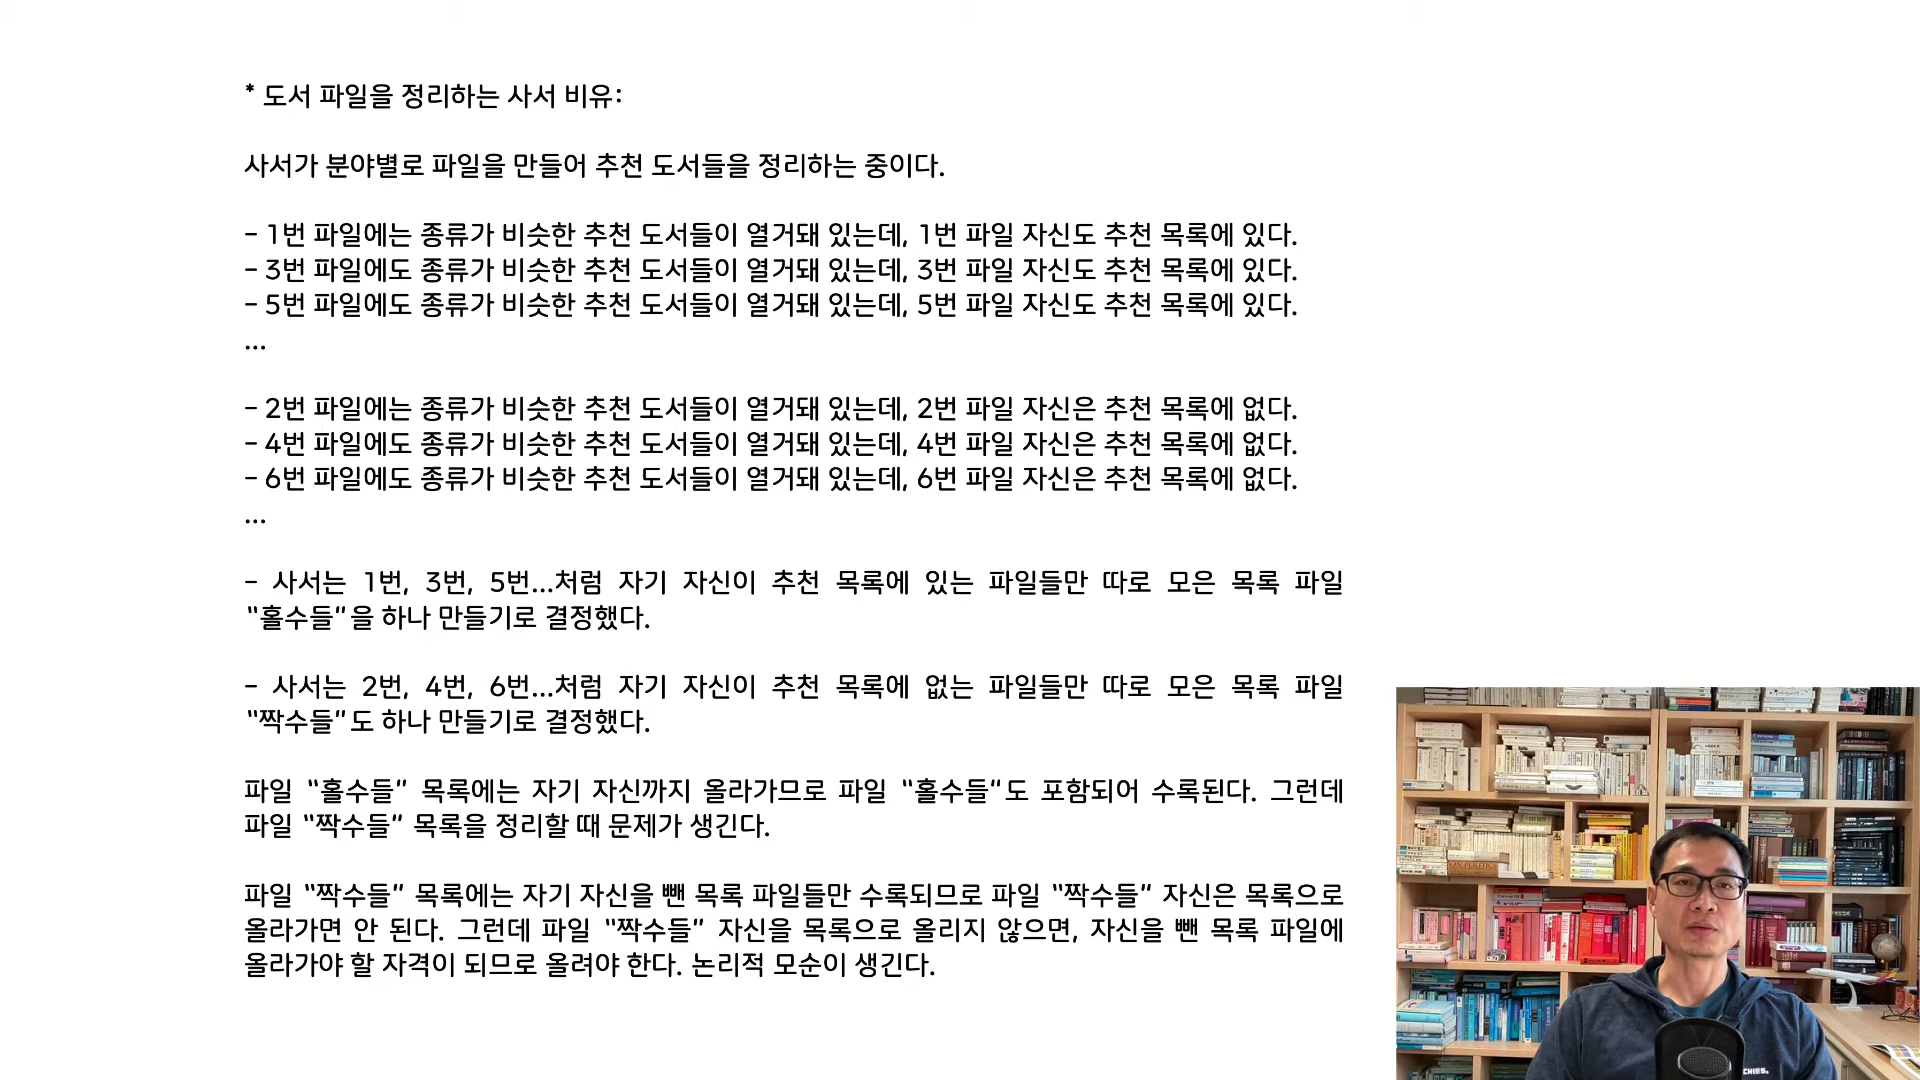 * 도서 파일을 정리하는 사서 비유:
사서가 분야별로 파일을 만들어 추천 도서들을 정리하는 중이다.
- 1번 파일에는 종류가 비슷한 추천 도서들이 열거돼 있는데, 1번 파일 자신도 추천 목록에 있다.
- 3번 파일에도 종류가 비슷한 추천 도서들이 열거돼 있는데, 3번 파일 자신도 추천 목록에 있다.
- 5번 파일에도 종류가 비슷한 추천 도서들이 열거돼 있는데, 5번 파일 자신도 추천 목록에 있다.
...
- 2번 파일에는 종류가 비슷한 추천 도서들이 열거돼 있는데, 2번 파일 자신은 추천 목록에 없다.
- 4번 파일에도 종류가 비슷한 추천 도서들이 열거돼 있는데, 4번 파일 자신은 추천 목록에 없다.
- 6번 파일에도 종류가 비슷한 추천 도서들이 열거돼 있는데, 6번 파일 자신은 추천 목록에 없다.
...
- 사서는 1번, 3번, 5번...처럼 자기 자신이 추천 목록에 있는 파일들만 따로 모은 목록 파일
“홀수들”을 하나 만들기로 결정했다.
- 사서는 2번, 4번, 6번...처럼 자기 자신이 추천 목록에 없는 파일들만 따로 모은 목록 파일
“짝수들”도 하나 만들기로 결정했다.
파일 “홀수들” 목록에는 자기 자신까지 올라가므로 파일 “홀수들”도 포함되어 수록된다. 그런데
파일 “짝수들” 목록을 정리할 때 문제가 생긴다.
파일 “짝수들” 목록에는 자기 자신을 뺀 목록 파일들만 수록되므로 파일 “짝수들” 자신은 목록으로
올라가면 안 된다. 그런데 파일 “짝수들” 자신을 목록으로 올리지 않으면, 자신을 뺀 목록 파일에
올라가야 할 자격이 되므로 올려야 한다. 논리적 모순이 생긴다.
CHIES.